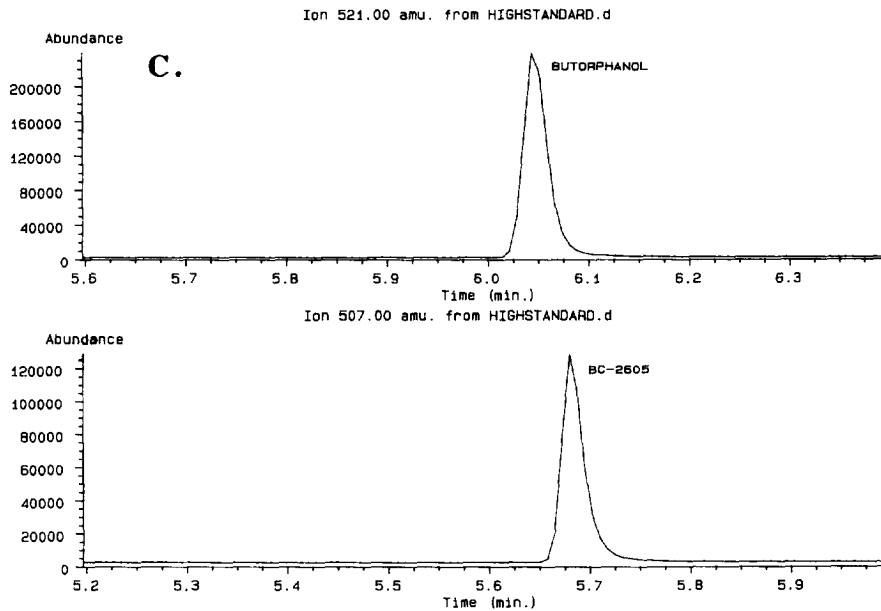 Ion 521.00 amu. from HIGHSTANDARD.d
Abundance
C.
BUTORPHANOL
200000
160000
120000
80000
40000
0
5.6 5.7 5.8 5.9 6.0 6.1 6.2 6.3
Time (min.)
Ion 507.00 amu. from HIGHSTANDARD.d
Abundance
BC-2605
120000
100000
80000
60000
40000
20000
0
5.2 5.3 5.4 5.5 5.6 5.7 5.8 5.9
Time (min.)